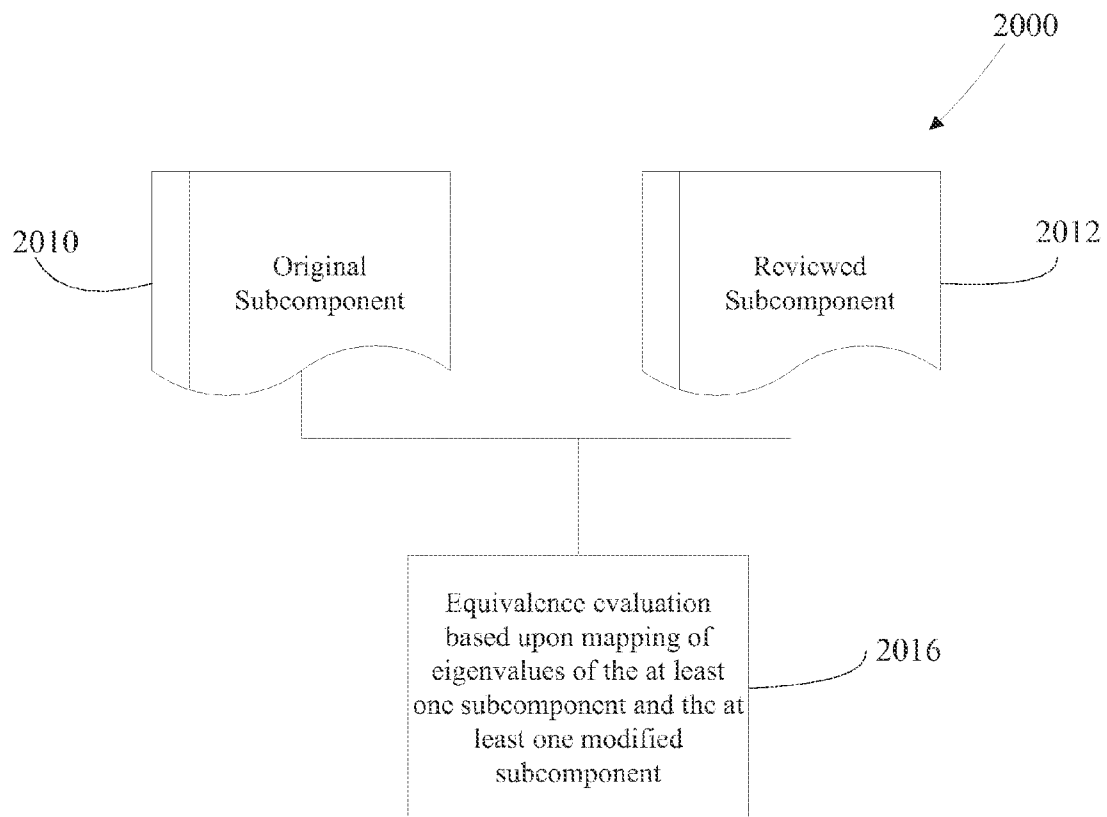 2000
2010
Original
Subcomponent
Reviewed
Subcomponent
2012
Equivalence evaluation
based upon mapping of
eigenvalues of the at least
one subcomponent and the at
least one modified
subcomponent
2016